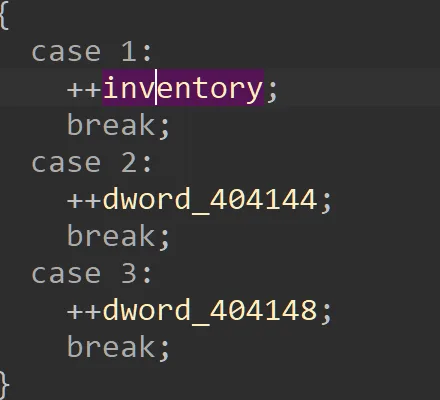 {
case 1:
++inventory;
break;
case 2:
++dword_404144;
break;
case 3:
++dword_404148;
break;
}